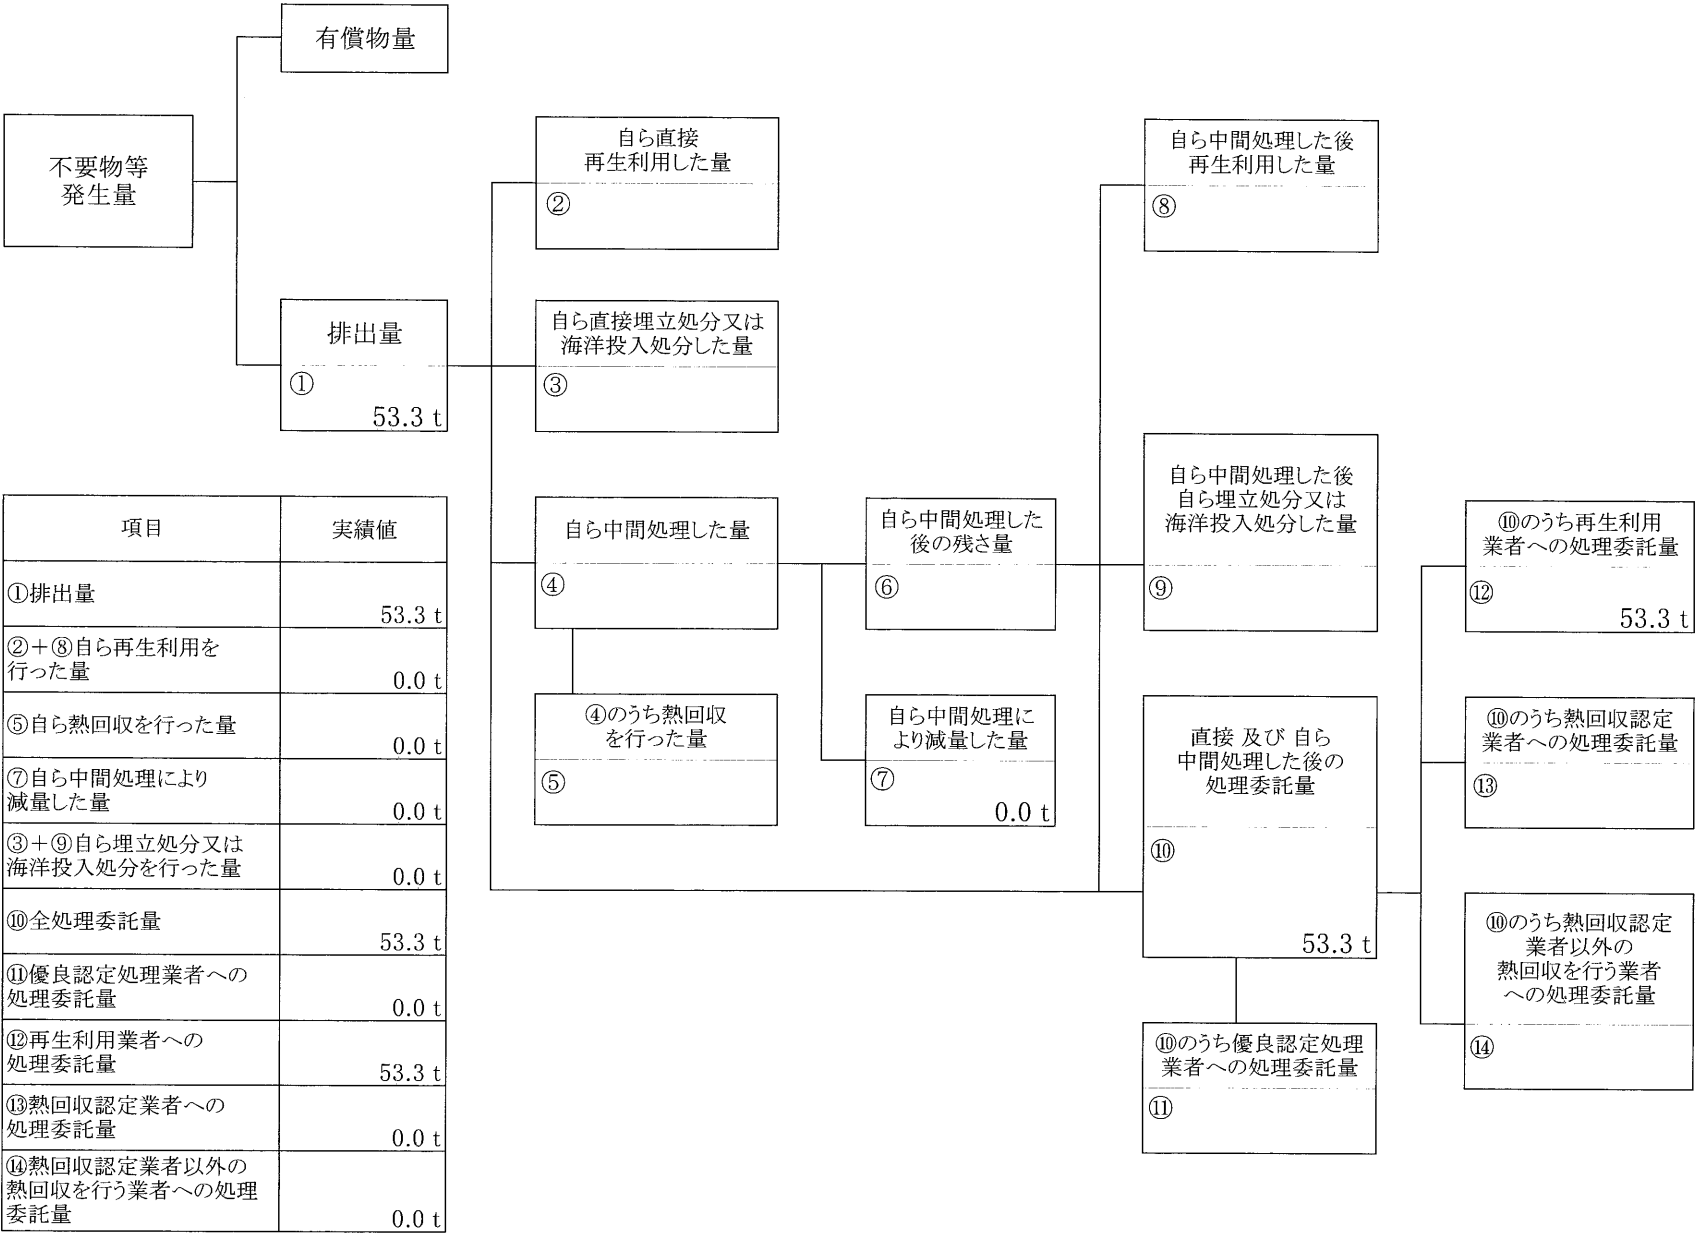 有償物量
不要物等
発生量
排出量
①
53.3 t
自ら直接
再生利用した量
②
自ら直接埋立処分又は
海洋投入処分した量
③
自ら中間処理した量
④
④のうち熱回収
を行った量
⑤
自ら中間処理した
後の残さ量
⑥
自ら中間処理に
より減量した量
⑦
0.0 t
自ら中間処理した後
再生利用した量
⑧
自ら中間処理した後
自ら埋立処分又は
海洋投入処分した量
⑨
直接 及び 自ら
中間処理した後の
処理委託量
⑩
53.3 t
⑩のうち優良認定処理
業者への処理委託量
⑪
⑩のうち再生利用
業者への処理委託量
⑫
53.3 t
⑩のうち熱回収認定
業者への処理委託量
⑬
⑩のうち熱回収認定
業者以外の
熱回収を行う業者
への処理委託量
⑭
項目 実績値
①排出量
53.3 t
②+⑧自ら再生利用を
行った量
0.0 t
⑤自ら熱回収を行った量
0.0 t
⑦自ら中間処理により
減量した量
0.0 t
③+⑨自ら埋立処分又は
海洋投入処分を行った量
0.0 t
⑩全処理委託量
53.3 t
⑪優良認定処理業者への
処理委託量
0.0 t
⑫再生利用業者への
処理委託量
53.3 t
⑬熱回収認定業者への
処理委託量
0.0 t
⑭熱回収認定業者以外の
熱回収を行う業者への処理
委託量
0.0 t